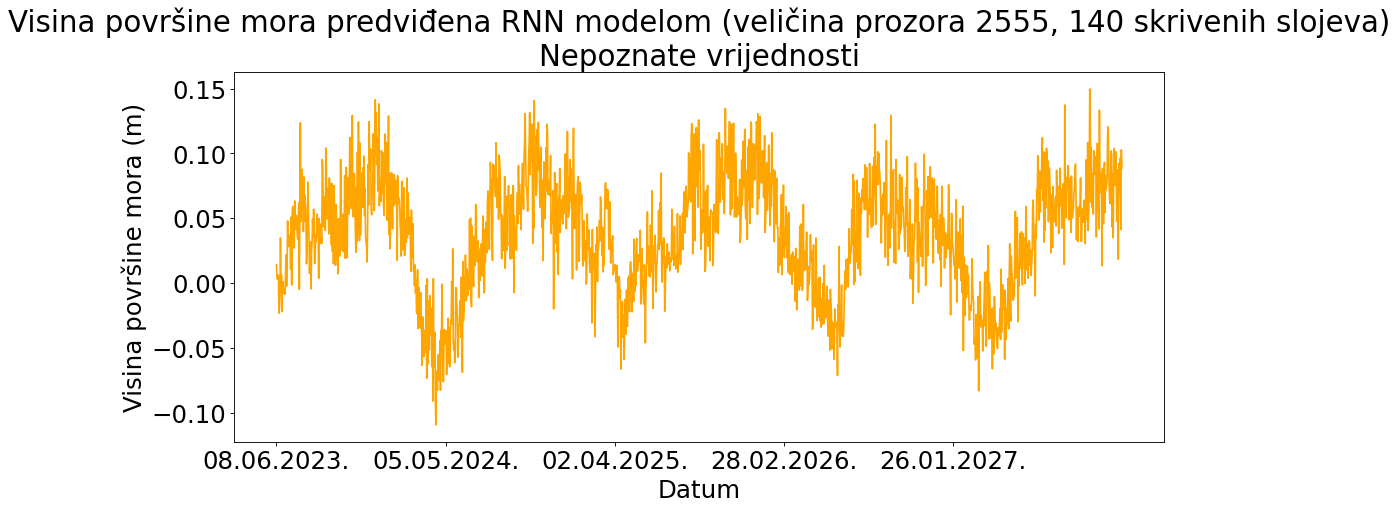 Visina površine mora predviđena RNN modelom (veličina prozora 2555, 140 skrivenih slojeva)
Nepoznate vrijednosti
Visina površine mora (m)
0.15
0.10
0.05
0.00
−0.05
−0.10
08.06.2023. 05.05.2024. 02.04.2025. 28.02.2026. 26.01.2027.
Datum